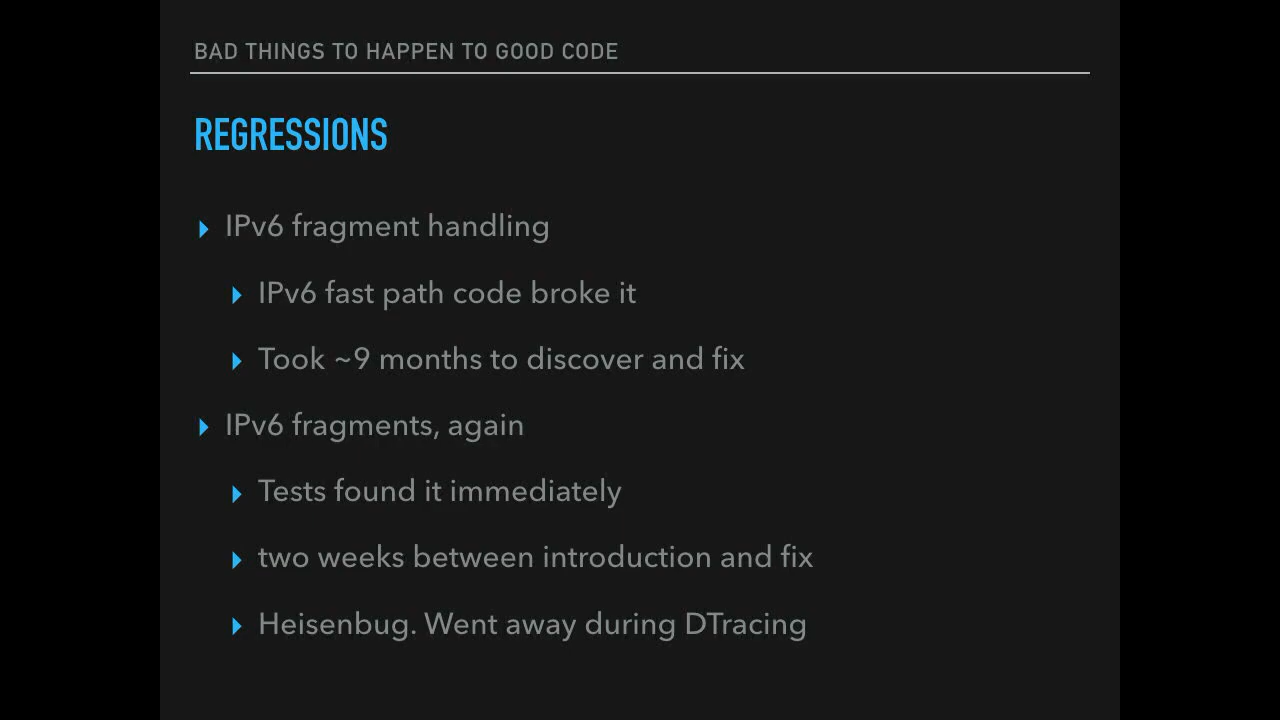 BAD THINGS TO HAPPEN TO GOOD CODE
REGRESSIONS
IPv6 fragment handling
IPv6 fast path code broke it
Took ~9 months to discover and fix
IPv6 fragments, again
Tests found it immediately
two weeks between introduction and fix
Heisenbug. Went away during DTracing